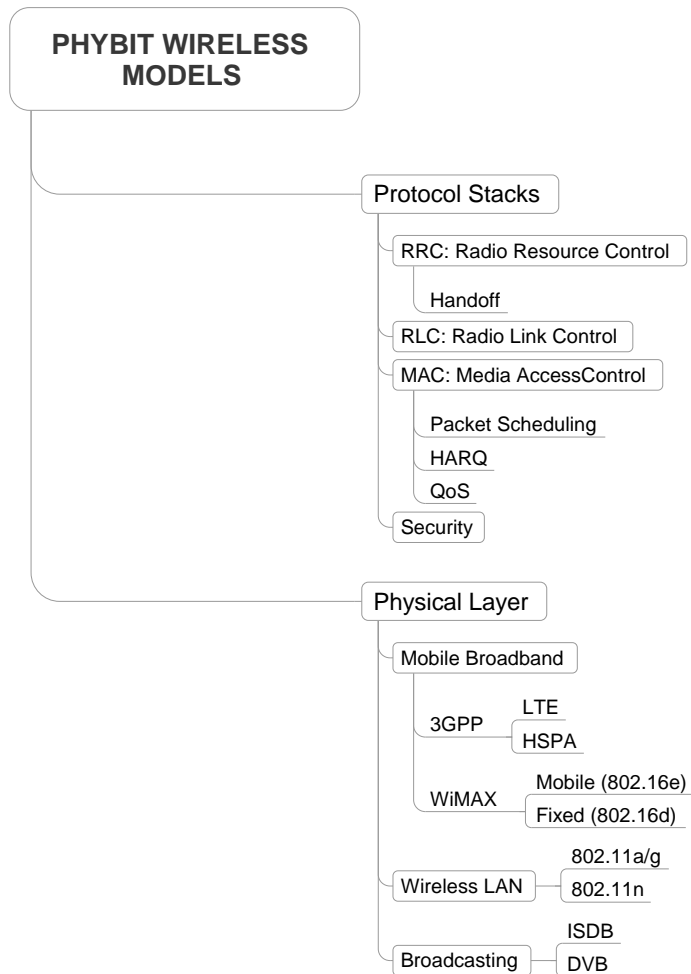 PHYBIT WIRELESS
MODELS
Protocol Stacks
RRC: Radio Resource Control
Handoff
RLC: Radio Link Control
MAC: Media AccessControl
Packet Scheduling
HARQ
QoS
Security
Physical Layer
Mobile Broadband
3GPP
LTE
HSPA
WiMAX
Mobile (802.16e)
Fixed (802.16d)
Wireless LAN
802.11a/g
802.11n
Broadcasting
ISDB
DVB